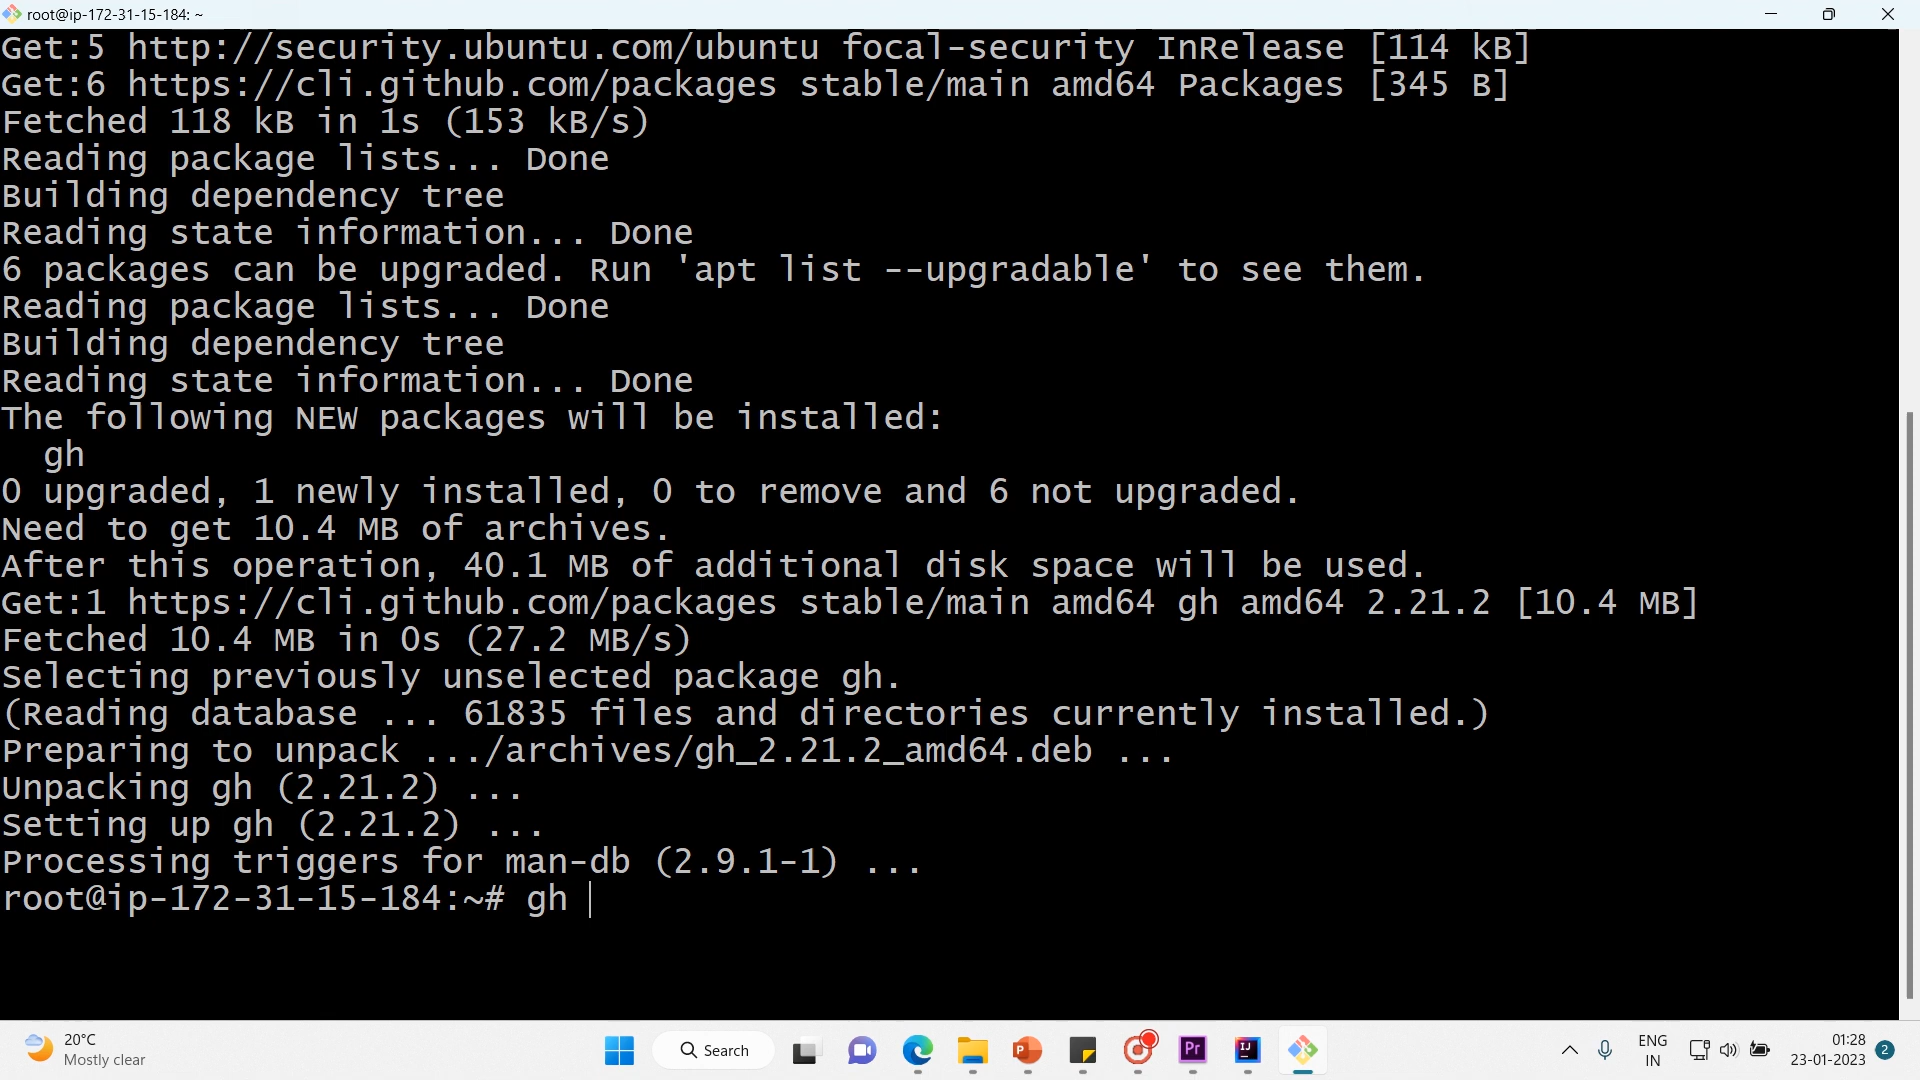 root@ip-172-31-15-184: ~
Get:5 http://security.ubuntu.com/ubuntu focal-security InRelease [114 kB]
Get:6 https://cli.github.com/packages stable/main amd64 Packages [345 B]
Fetched 118 kB in 1s (153 kB/s)
Reading package lists... Done
Building dependency tree
Reading state information... Done
6 packages can be upgraded. Run 'apt list --upgradable' to see them.
Reading package lists... Done
Building dependency tree
Reading state information... Done
The following NEW packages will be installed:
  gh
0 upgraded, 1 newly installed, 0 to remove and 6 not upgraded.
Need to get 10.4 MB of archives.
After this operation, 40.1 MB of additional disk space will be used.
Get:1 https://cli.github.com/packages stable/main amd64 gh amd64 2.21.2 [10.4 MB]
Fetched 10.4 MB in 0s (27.2 MB/s)
Selecting previously unselected package gh.
(Reading database ... 61835 files and directories currently installed.)
Preparing to unpack .../archives/gh_2.21.2_amd64.deb ...
Unpacking gh (2.21.2) ...
Setting up gh (2.21.2) ...
Processing triggers for man-db (2.9.1-1) ...
root@ip-172-31-15-184:~# gh
20°C
Mostly clear
Search
P
Pr
IJ
ENG
IN
01:28
23-01-2023
2